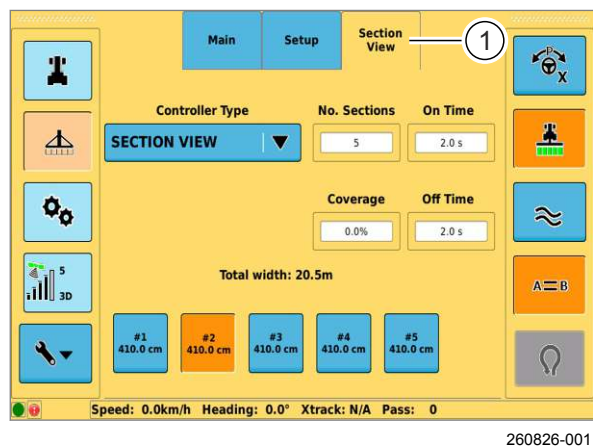 Main
Setup
Section
View
1
Controller Type
No. Sections
On Time
SECTION VIEW
5
2.0 s
Coverage
Off Time
0.0%
2.0 s
Total width: 20.5m
#1
410.0 cm
#2
410.0 cm
#3
410.0 cm
#4
410.0 cm
#5
410.0 cm
5
3D
P
X
A=B
Speed: 0.0km/h Heading: 0.0° Xtrack: N/A Pass: 0
260826-001